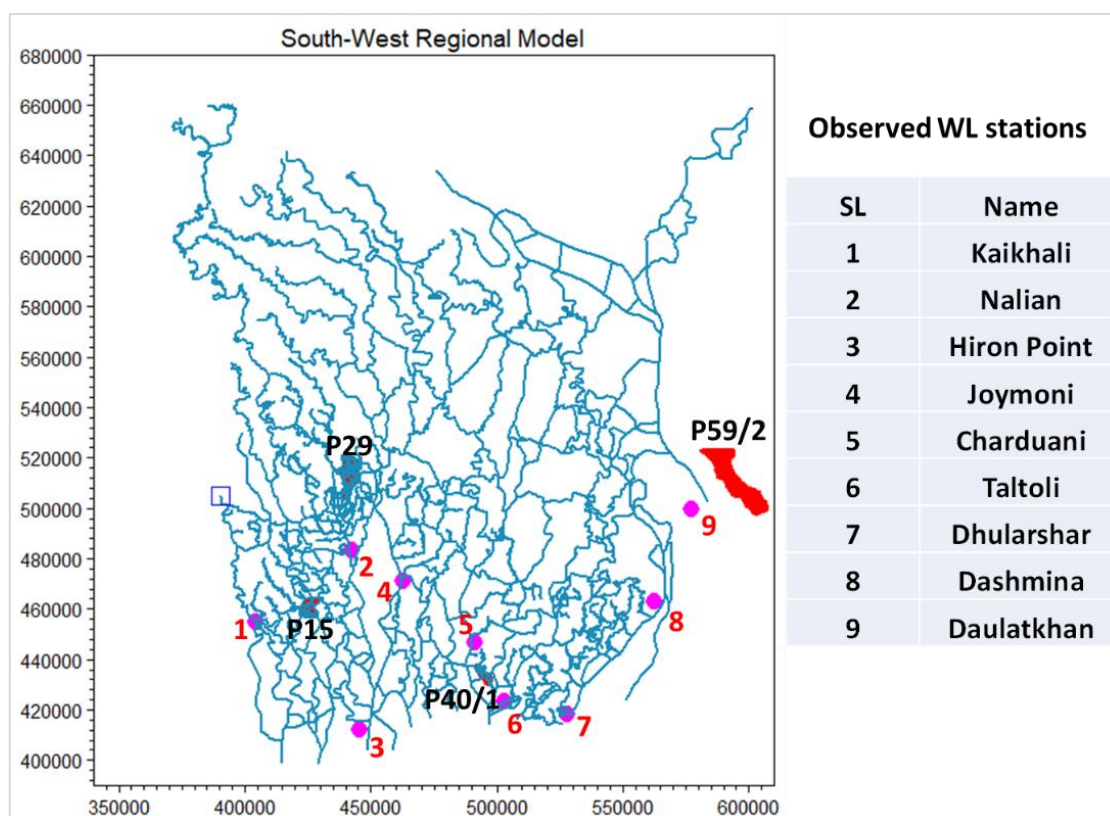 South-West Regional Model
680000
660000
640000
620000
600000
580000
560000
540000
520000
500000
480000
460000
440000
420000
400000
350000 400000 450000 500000 550000 600000
P29
P59/2
9
2
4
1
P15
5
8
P40/1
6
7
3
Observed WL stations
SL Name
1 Kaikhali
2 Nalian
3 Hiron Point
4 Joymoni
5 Charduani
6 Taltoli
7 Dhularshar
8 Dashmina
9 Daulatkhan